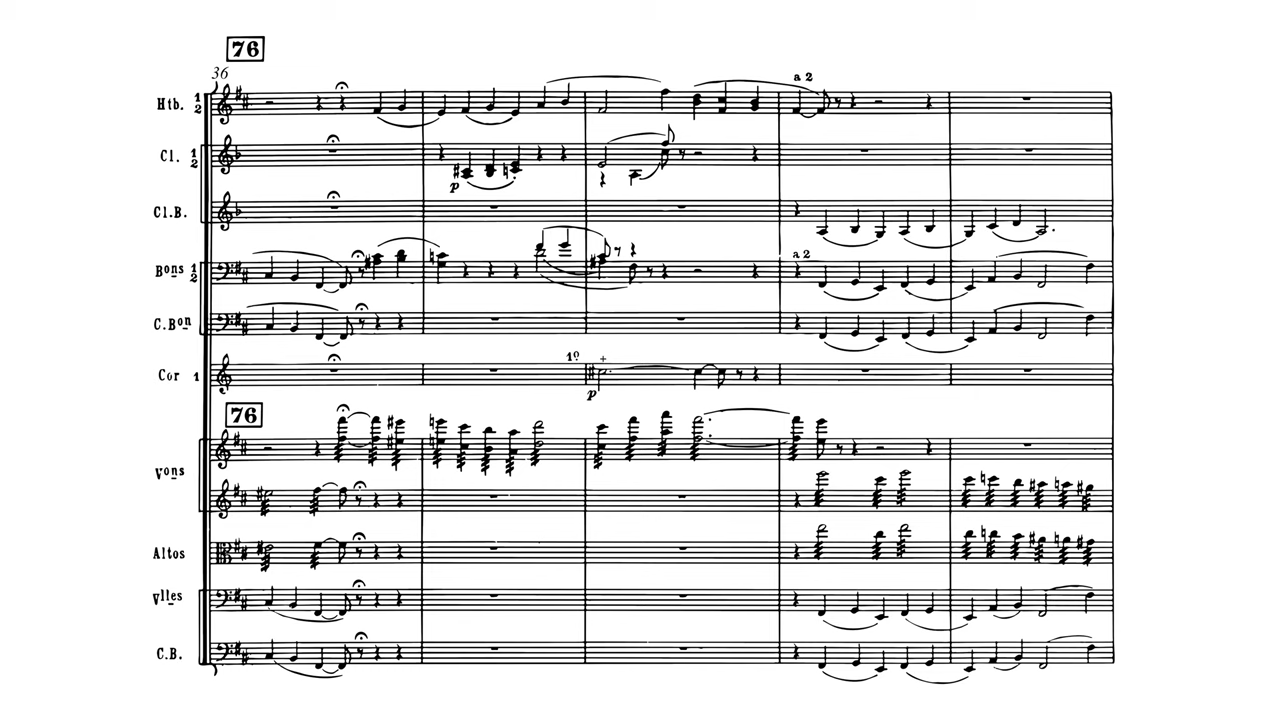 76
36
Htb. 1 2
a 2
Cl. 1 2
p
Cl.B.
Bons 1 2
a 2
C.Bon
Cor 1
1º
p
76
Vons
Altos
Vlles
C.B.